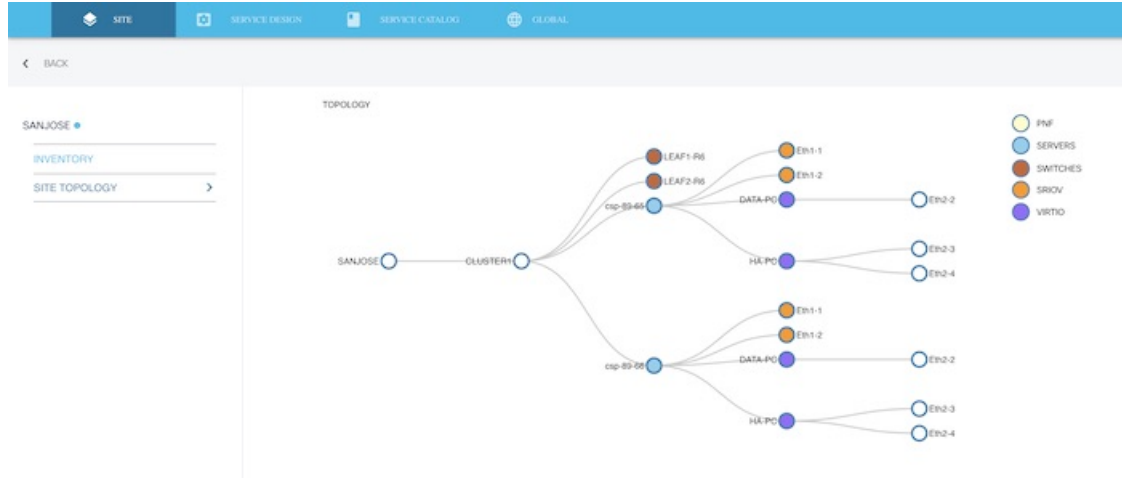 SITE SERVICE DESIGN SERVICE CATALOG GLOBAL
BACK
TOPOLOGY
SANJOSE
INVENTORY
SITE TOPOLOGY
SANJOSE
CLUSTER1
LEAF1-R6
LEAF2-R6
csp-89-65
Eth1-1
Eth1-2
DATA-PC
Eth2-2
HA-PC
Eth2-3
Eth2-4
csp-89-66
Eth1-1
Eth1-2
DATA-PC
Eth2-2
HA-PC
Eth2-3
Eth2-4
PNF
SERVERS
SWITCHES
SRIOV
VIRTIO